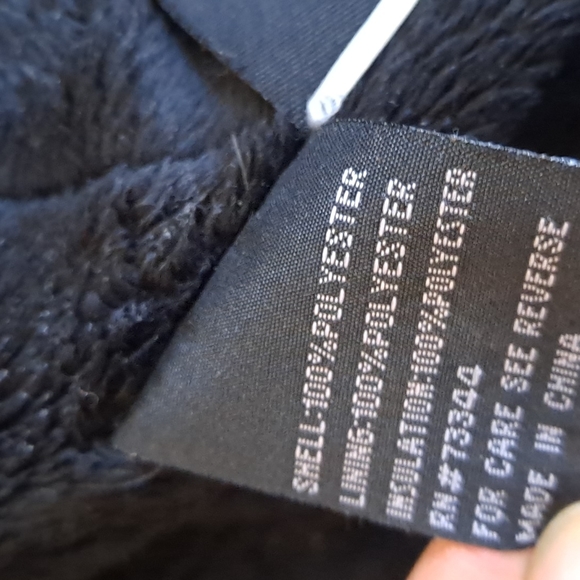 SHELL:100%POLYESTER
LINING:100%POLYESTER
INSULATION:100%POLYESTER
RN#73344
FOR CARE SEE REVERSE
MADE IN CHINA